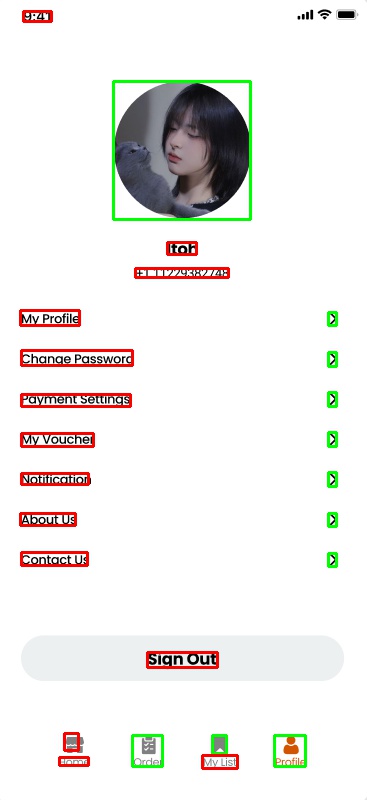 9:41
Itoh
+1 11229382748
My Profile
Change Password
Payment Settings
My Voucher
Notification
About Us
Contact Us
Sign Out
Home Order My List Profile